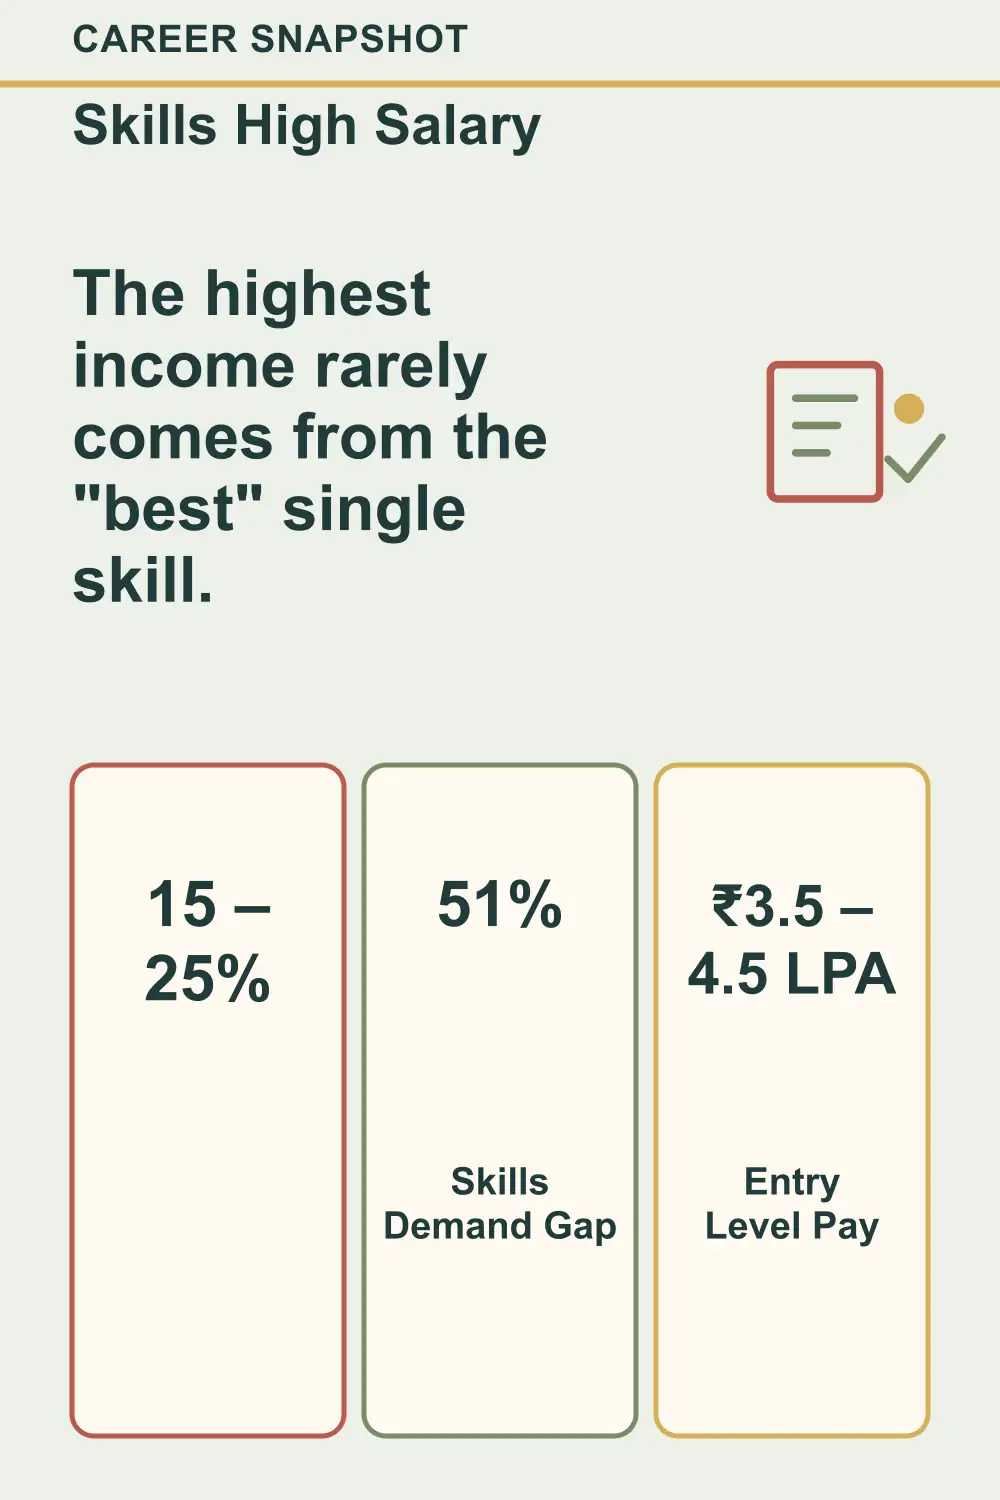 CAREER SNAPSHOT
Skills High Salary
The highest
income rarely
comes from the
"best" single
skill.
15 –
25%
51%
Skills
Demand Gap
₹3.5 –
4.5 LPA
Entry
Level Pay